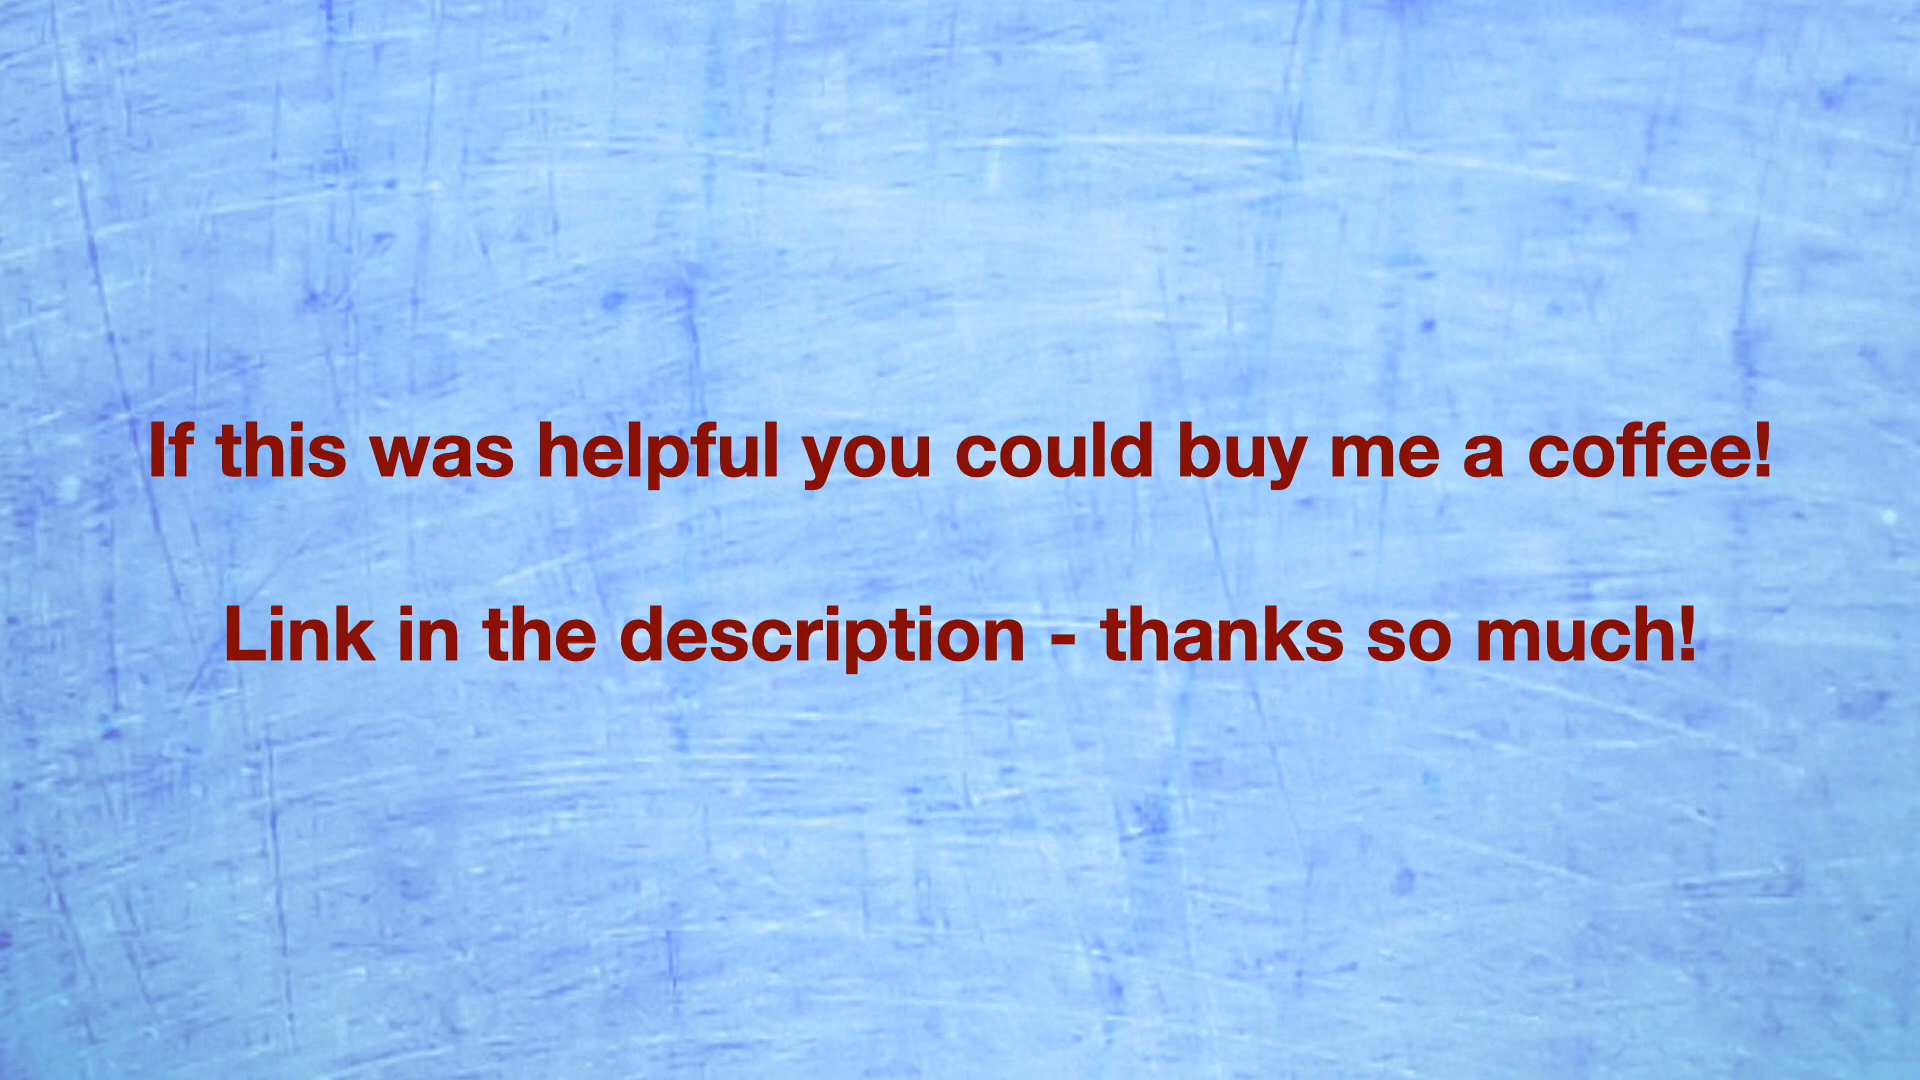 If this was helpful you could buy me a coffee!
Link in the description - thanks so much!